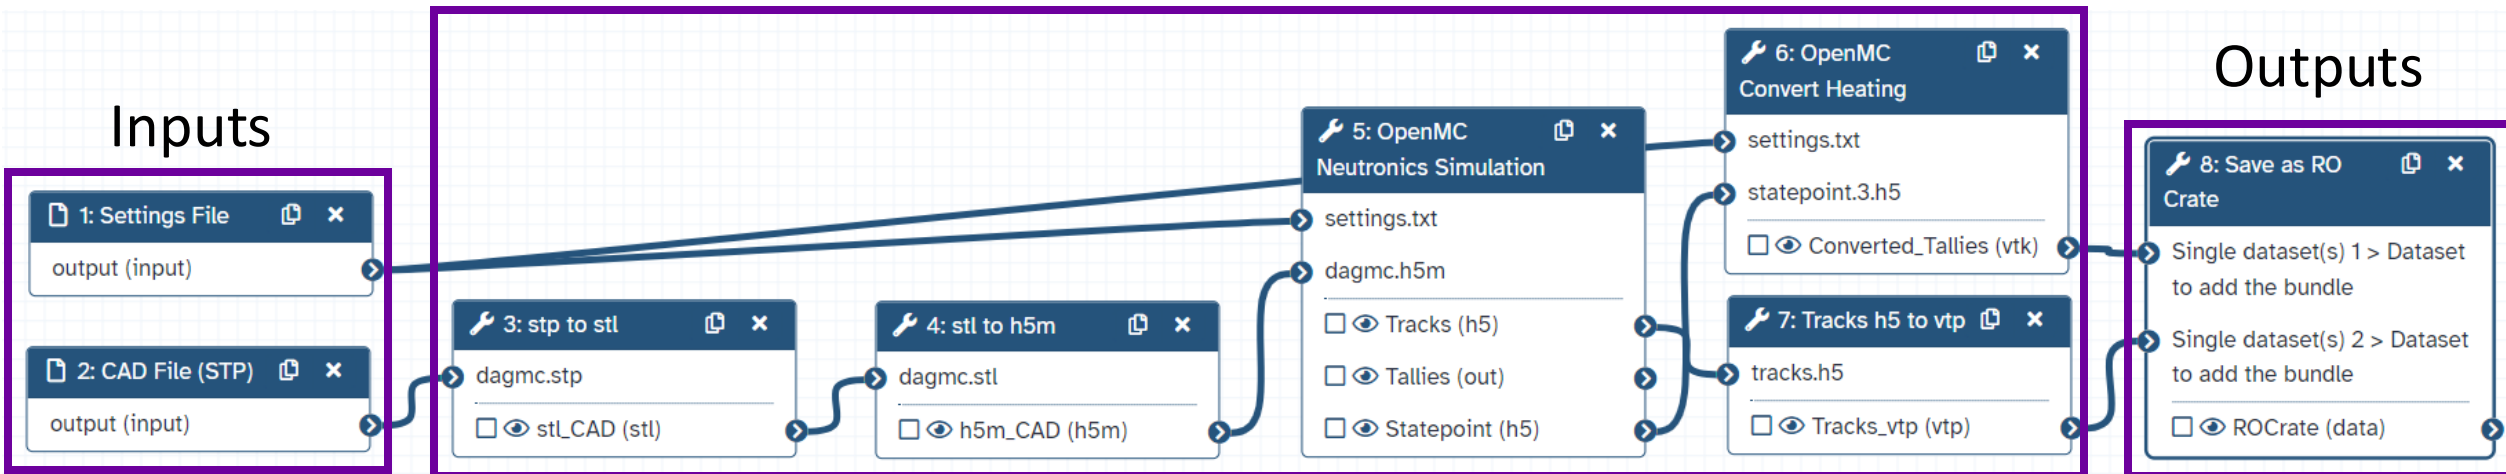 Inputs
1: Settings File
output (input)
2: CAD File (STP)
output (input)
3: stp to stl
dagmc.stp
stl_CAD (stl)
4: stl to h5m
dagmc.stl
h5m_CAD (h5m)
5: OpenMC
Neutronics Simulation
settings.txt
dagmc.h5m
Tracks (h5)
Tallies (out)
Statepoint (h5)
6: OpenMC
Convert Heating
settings.txt
statepoint.3.h5
Converted_Tallies (vtk)
7: Tracks h5 to vtp
tracks.h5
Tracks_vtp (vtp)
Outputs
8: Save as RO
Crate
Single dataset(s) 1 > Dataset
to add the bundle
Single dataset(s) 2 > Dataset
to add the bundle
ROCrate (data)